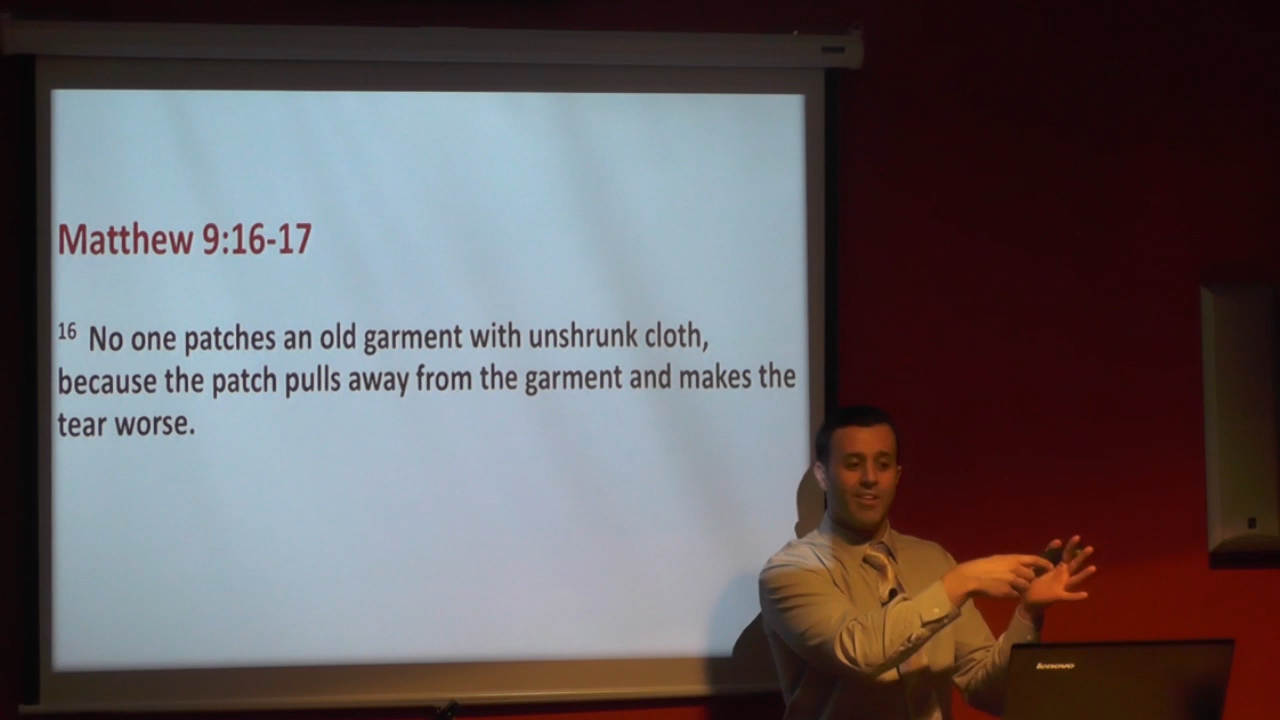 Matthew 9:16-17
16 No one patches an old garment with unshrunk cloth,
because the patch pulls away from the garment and makes the
tear worse.
lenovo